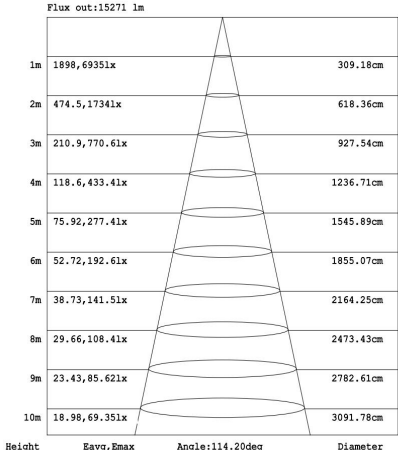 Flux out:15271 lm
1m 1898,6935lx 309.18cm
2m 474.5,1734lx 618.36cm
3m 210.9,770.6lx 927.54cm
4m 118.6,433.4lx 1236.71cm
5m 75.92,277.4lx 1545.89cm
6m 52.72,192.6lx 1855.07cm
7m 38.73,141.5lx 2164.25cm
8m 29.66,108.4lx 2473.43cm
9m 23.43,85.62lx 2782.61cm
10m 18.98,69.35lx 3091.78cm
Height Eavg,Emax Angle:114.20deg Diameter